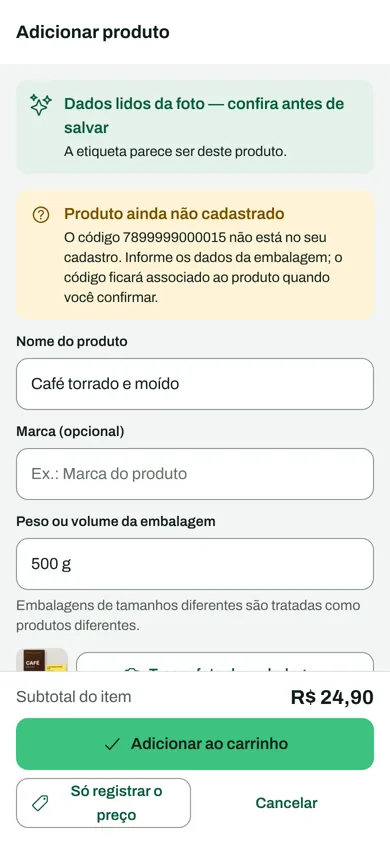 Adicionar produto
Dados lidos da foto — confira antes de
salvar
A etiqueta parece ser deste produto.
Produto ainda não cadastrado
O código 7899999000015 não está no seu
cadastro. Informe os dados da embalagem; o
código ficará associado ao produto quando
você confirmar.
Nome do produto
Café torrado e moído
Marca (opcional)
Ex.: Marca do produto
Peso ou volume da embalagem
500 g
Embalagens de tamanhos diferentes são tratadas como
produtos diferentes.
CAFÉ
Subtotal do item
R$ 24,90
Adicionar ao carrinho
Só registrar o
preço
Cancelar